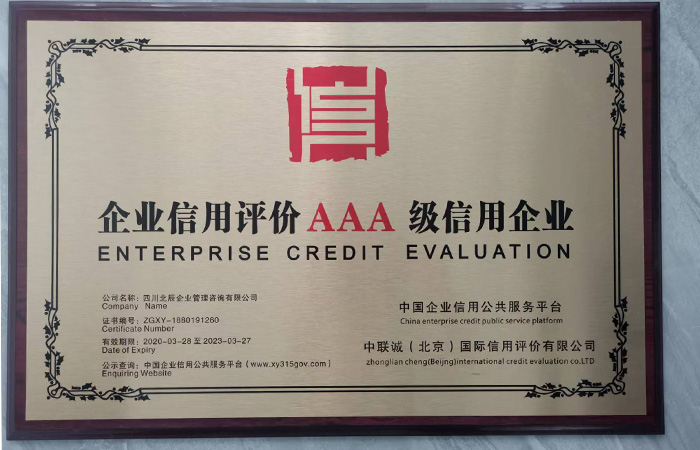 信
企业信用评价AAA 级信用企业
ENTERPRISE CREDIT EVALUATION
公司名称：四川北辰企业管理咨询有限公司
Company Name
证书编号：ZGXY-1880191260
Certificate Number
有效期限：2020-03-28 至 2023-03-27
Date of Expiry
公示查询：中国企业信用公共服务平台（www.xy315gov.com）
Enquiring Website
中国企业信用公共服务平台
China enterprise credit public service platform
中联诚（北京）国际信用评价有限公司
zhonglian cheng(Beijng)international credit evaluation co.LTD